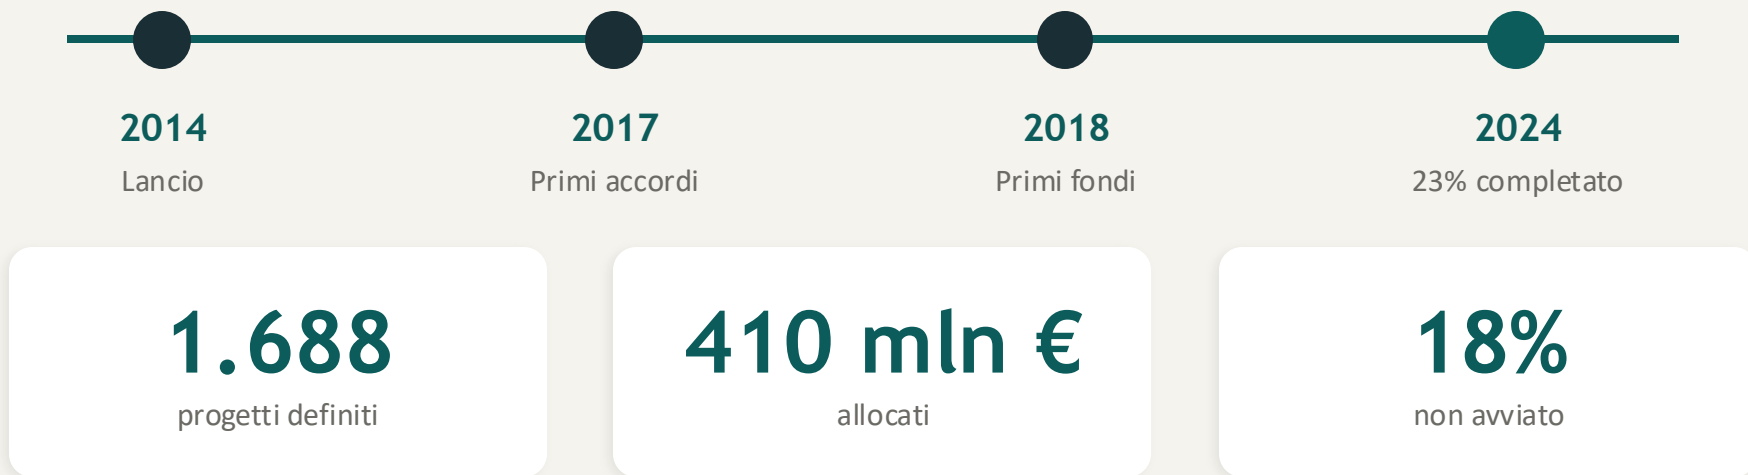 2014
Lancio
2017
Primi accordi
2018
Primi fondi
2024
23% completato
1.688
progetti definiti
410 mln €
allocati
18%
non avviato